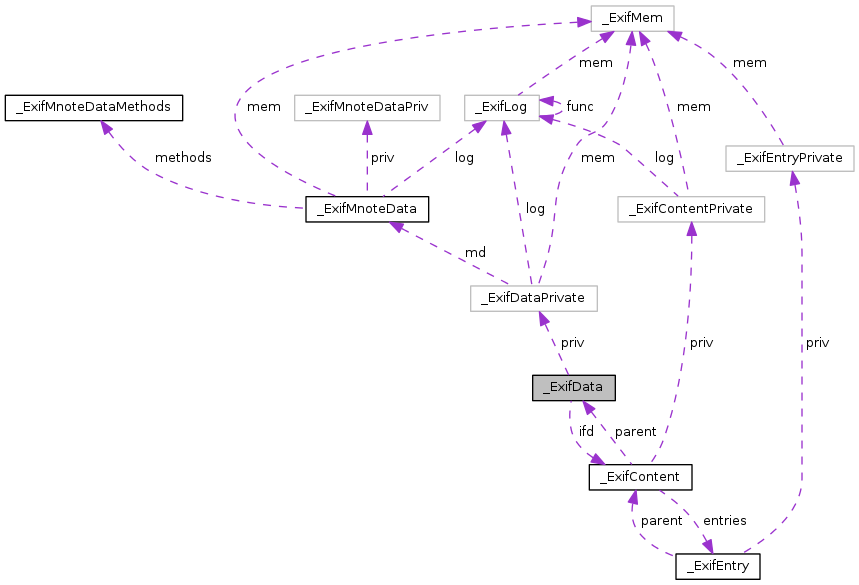 _ExifMem
_ExifMnoteDataMethods
_ExifMnoteDataPriv
_ExifLog
func
mem
mem
mem
mem
mem
methods
priv
log
log
_ExifEntryPrivate
_ExifMnoteData
log
_ExifContentPrivate
md
_ExifDataPrivate
priv
priv
priv
_ExifData
ifd
parent
_ExifContent
parent
entries
_ExifEntry